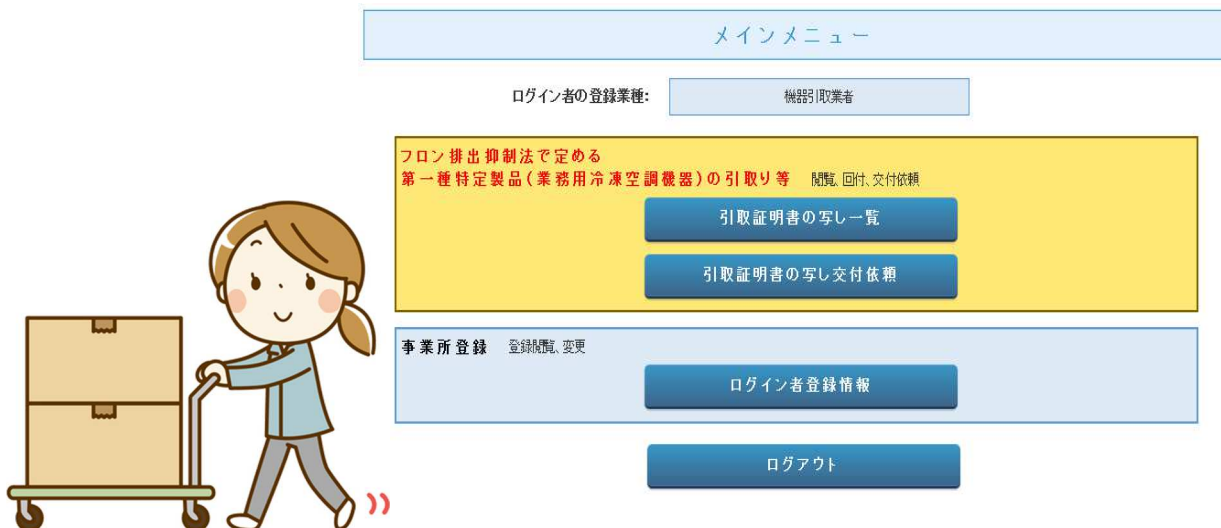 メインメニュー
ログイン者の登録業種: 機器引取業者
フロン排出抑制法で定める
第一種特定製品(業務用冷凍空調機器)の引取り等 閲覧、回付、交付依頼
引取証明書の写し一覧
引取証明書の写し交付依頼
事業所登録 登録閲覧、変更
ログイン者登録情報
ログアウト